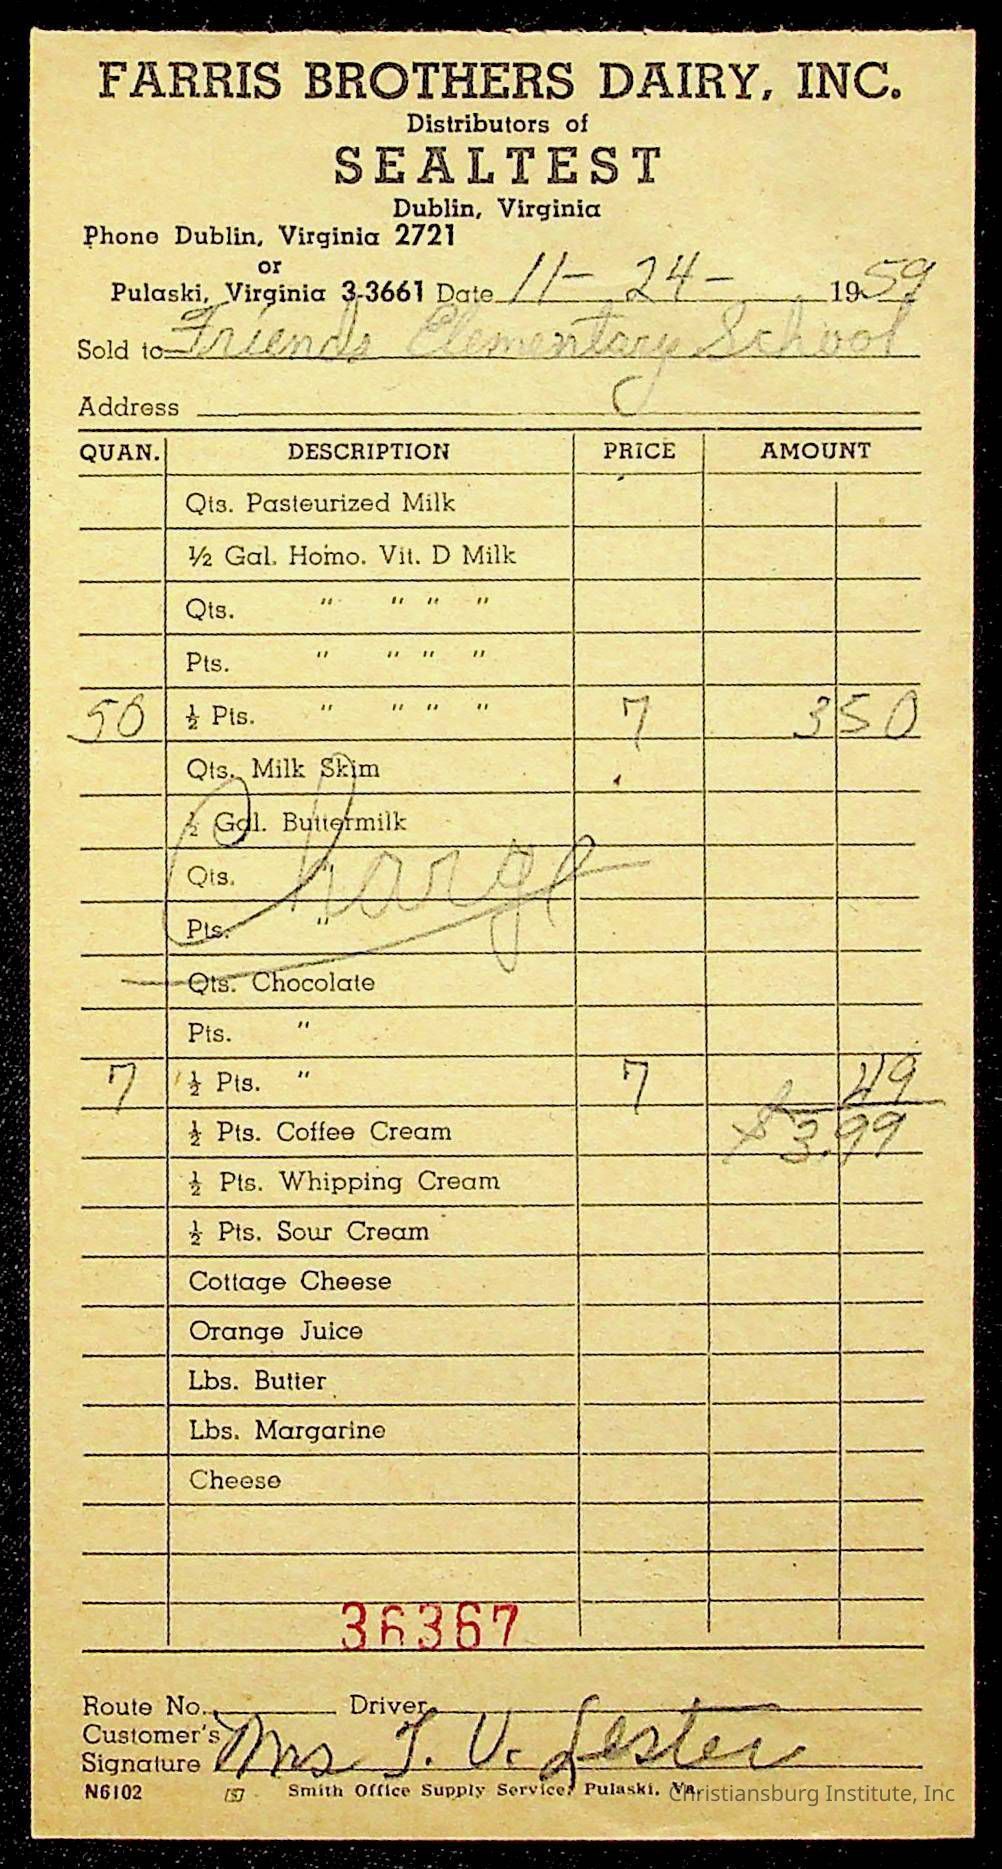 FARRIS BROTHERS DAIRY, INC.
Distributors of
SEALTEST
Dublin, Virginia
Phone Dublin, Virginia 2721
or
Pulaski, Virginia 3-3661 Date 11-24- 1959
Sold to Friends Elementary School
Address
QUAN. DESCRIPTION PRICE AMOUNT
Qts. Pasteurized Milk
½ Gal. Homo. Vit. D Milk
Qts. " " " "
Pts. " " " "
50 ½ Pts. " " " " 7 3 50
Qts. Milk Skim
½ Gal. Buttermilk
Qts. "
Charge
Pts. "
Qts. Chocolate
Pts. "
7 ½ Pts. " 7 49
½ Pts. Coffee Cream $3.99
½ Pts. Whipping Cream
½ Pts. Sour Cream
Cottage Cheese
Orange Juice
Lbs. Butter
Lbs. Margarine
Cheese
36367
Route No. Driver
Customer's
Signature Mrs T. V. Lester
N6102 Smith Office Supply Service, Pulaski, Va.
Christiansburg Institute, Inc